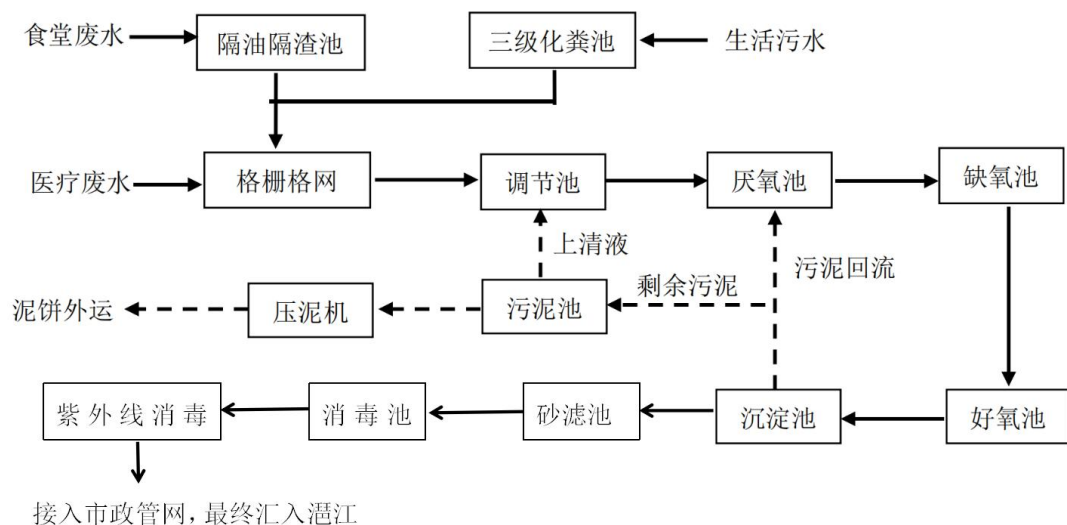 食堂废水
隔油隔渣池
三级化粪池
生活污水
医疗废水
格栅格网
调节池
厌氧池
缺氧池
上清液
污泥回流
剩余污泥
泥饼外运
压泥机
污泥池
紫外线消毒
消毒池
砂滤池
沉淀池
好氧池
接入市政管网,最终汇入漍江